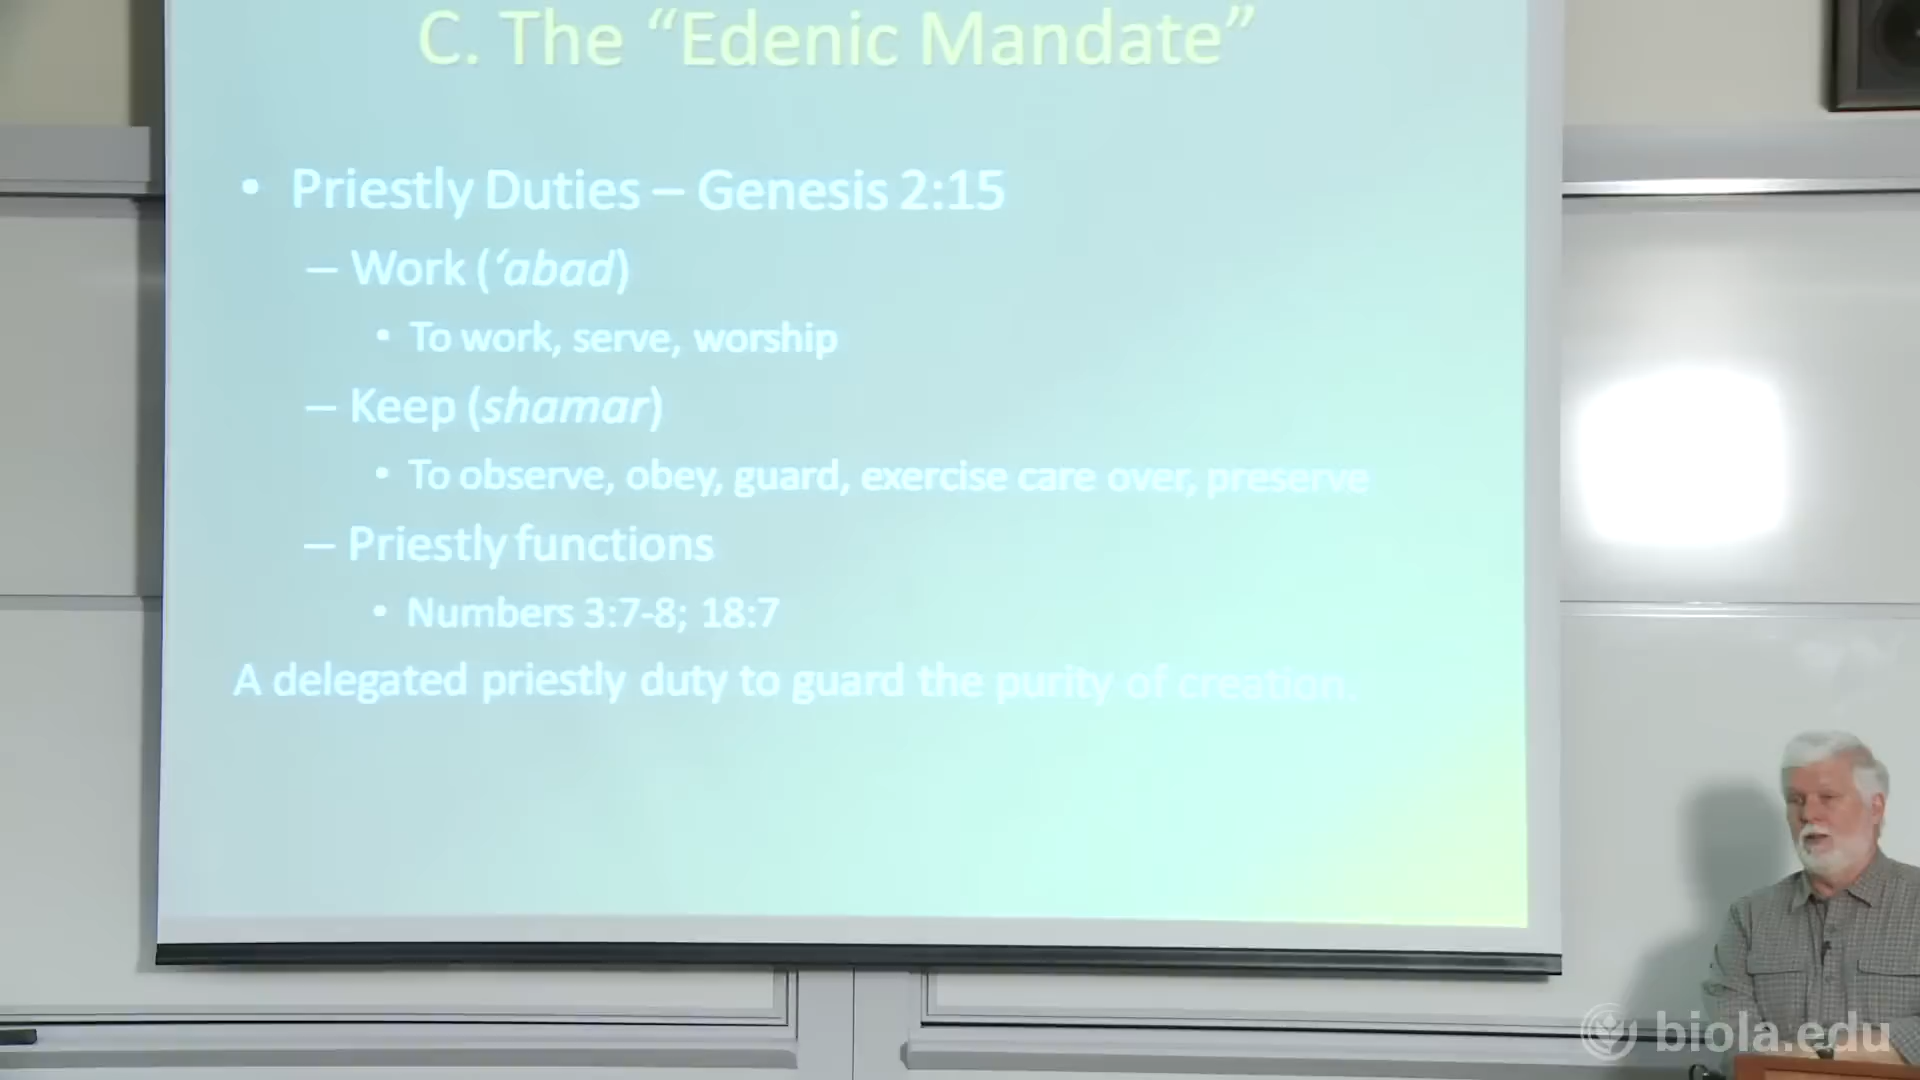 C. The “Edenic Mandate”
• Priestly Duties – Genesis 2:15
– Work (‘abad)
• To work, serve, worship
– Keep (shamar)
• To observe, obey, guard, exercise care over, preserve
– Priestly functions
• Numbers 3:7-8; 18:7
A delegated priestly duty to guard the purity of creation.
biola.edu